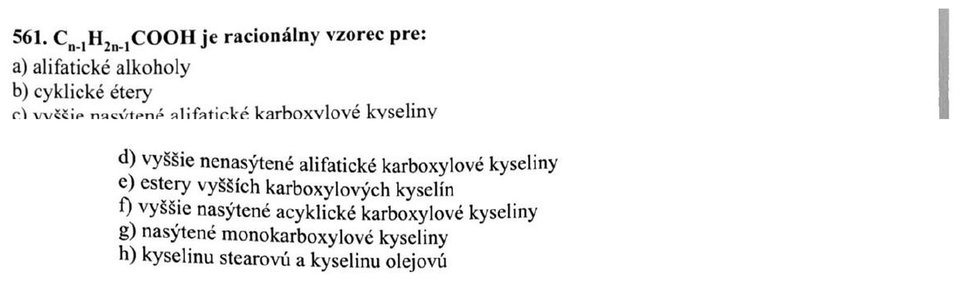 561. Cₙ₋₁H₂ₙ₋₁COOH je racionálny vzorec pre:
a) alifatické alkoholy
b) cyklické étery
c) vyššie nasýtené alifatické karboxylové kyseliny
d) vyššie nenasýtené alifatické karboxylové kyseliny
e) estery vyšších karboxylových kyselín
f) vyššie nasýtené acyklické karboxylové kyseliny
g) nasýtené monokarboxylové kyseliny
h) kyselinu stearovú a kyselinu olejovú